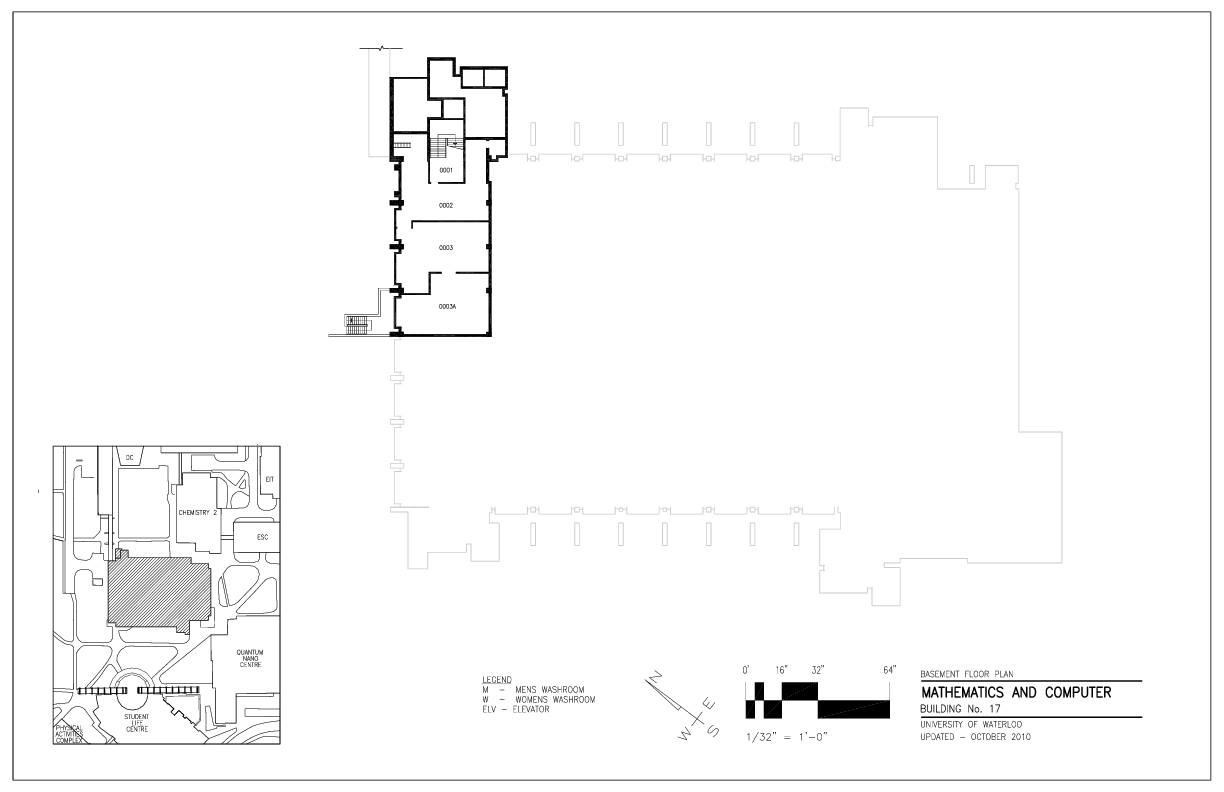 0001
0002
0003
0003A
DC
EIT
CHEMISTRY 2
ESC
QUANTUM
NANO
CENTRE
STUDENT
LIFE
CENTRE
PHYSICAL
ACTIVITIES
COMPLEX
LEGEND
M – MENS WASHROOM
W – WOMENS WASHROOM
ELV – ELEVATOR
N
E
W
S
0' 16" 32" 64"
1/32" = 1'-0"
BASEMENT FLOOR PLAN
MATHEMATICS AND COMPUTER
BUILDING No. 17
UNIVERSITY OF WATERLOO
UPDATED – OCTOBER 2010